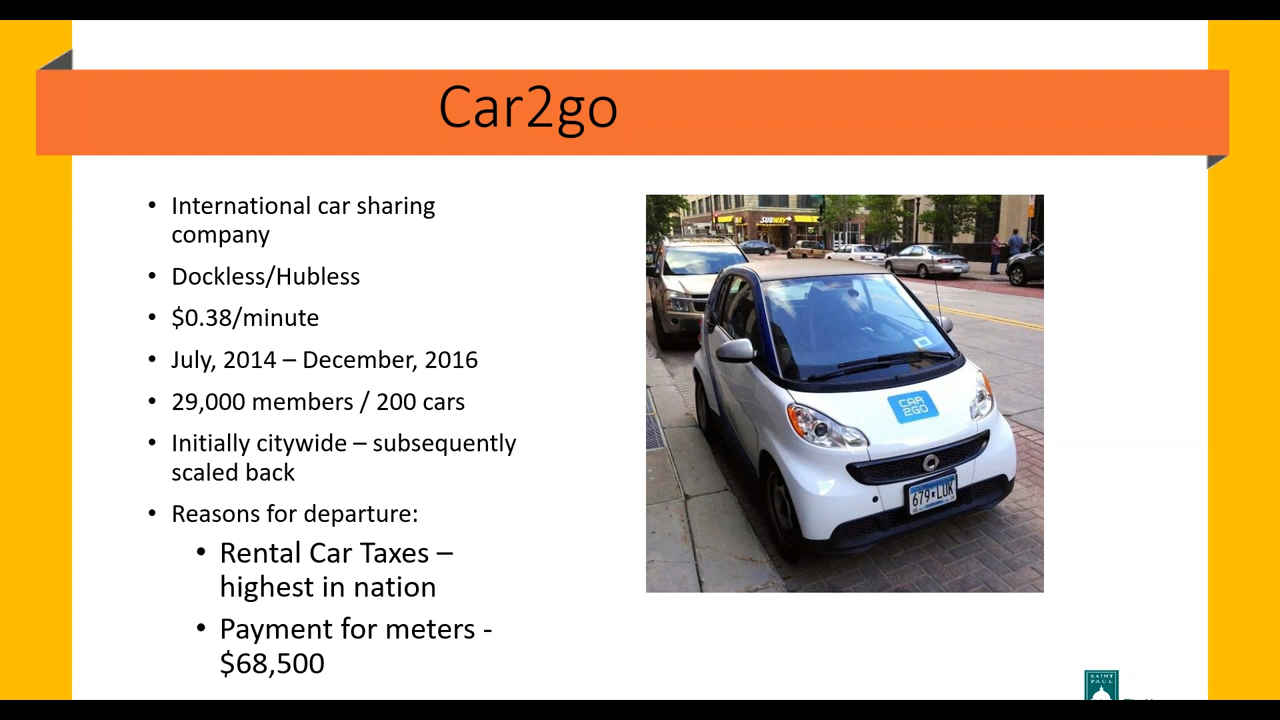 Car2go
International car sharing
company
Dockless/Hubless
$0.38/minute
July, 2014 – December, 2016
29,000 members / 200 cars
Initially citywide – subsequently
scaled back
Reasons for departure:
Rental Car Taxes –
highest in nation
Payment for meters -
$68,500
SUBWAY
CAR
2GO
679 LUK
SAINT
PAUL